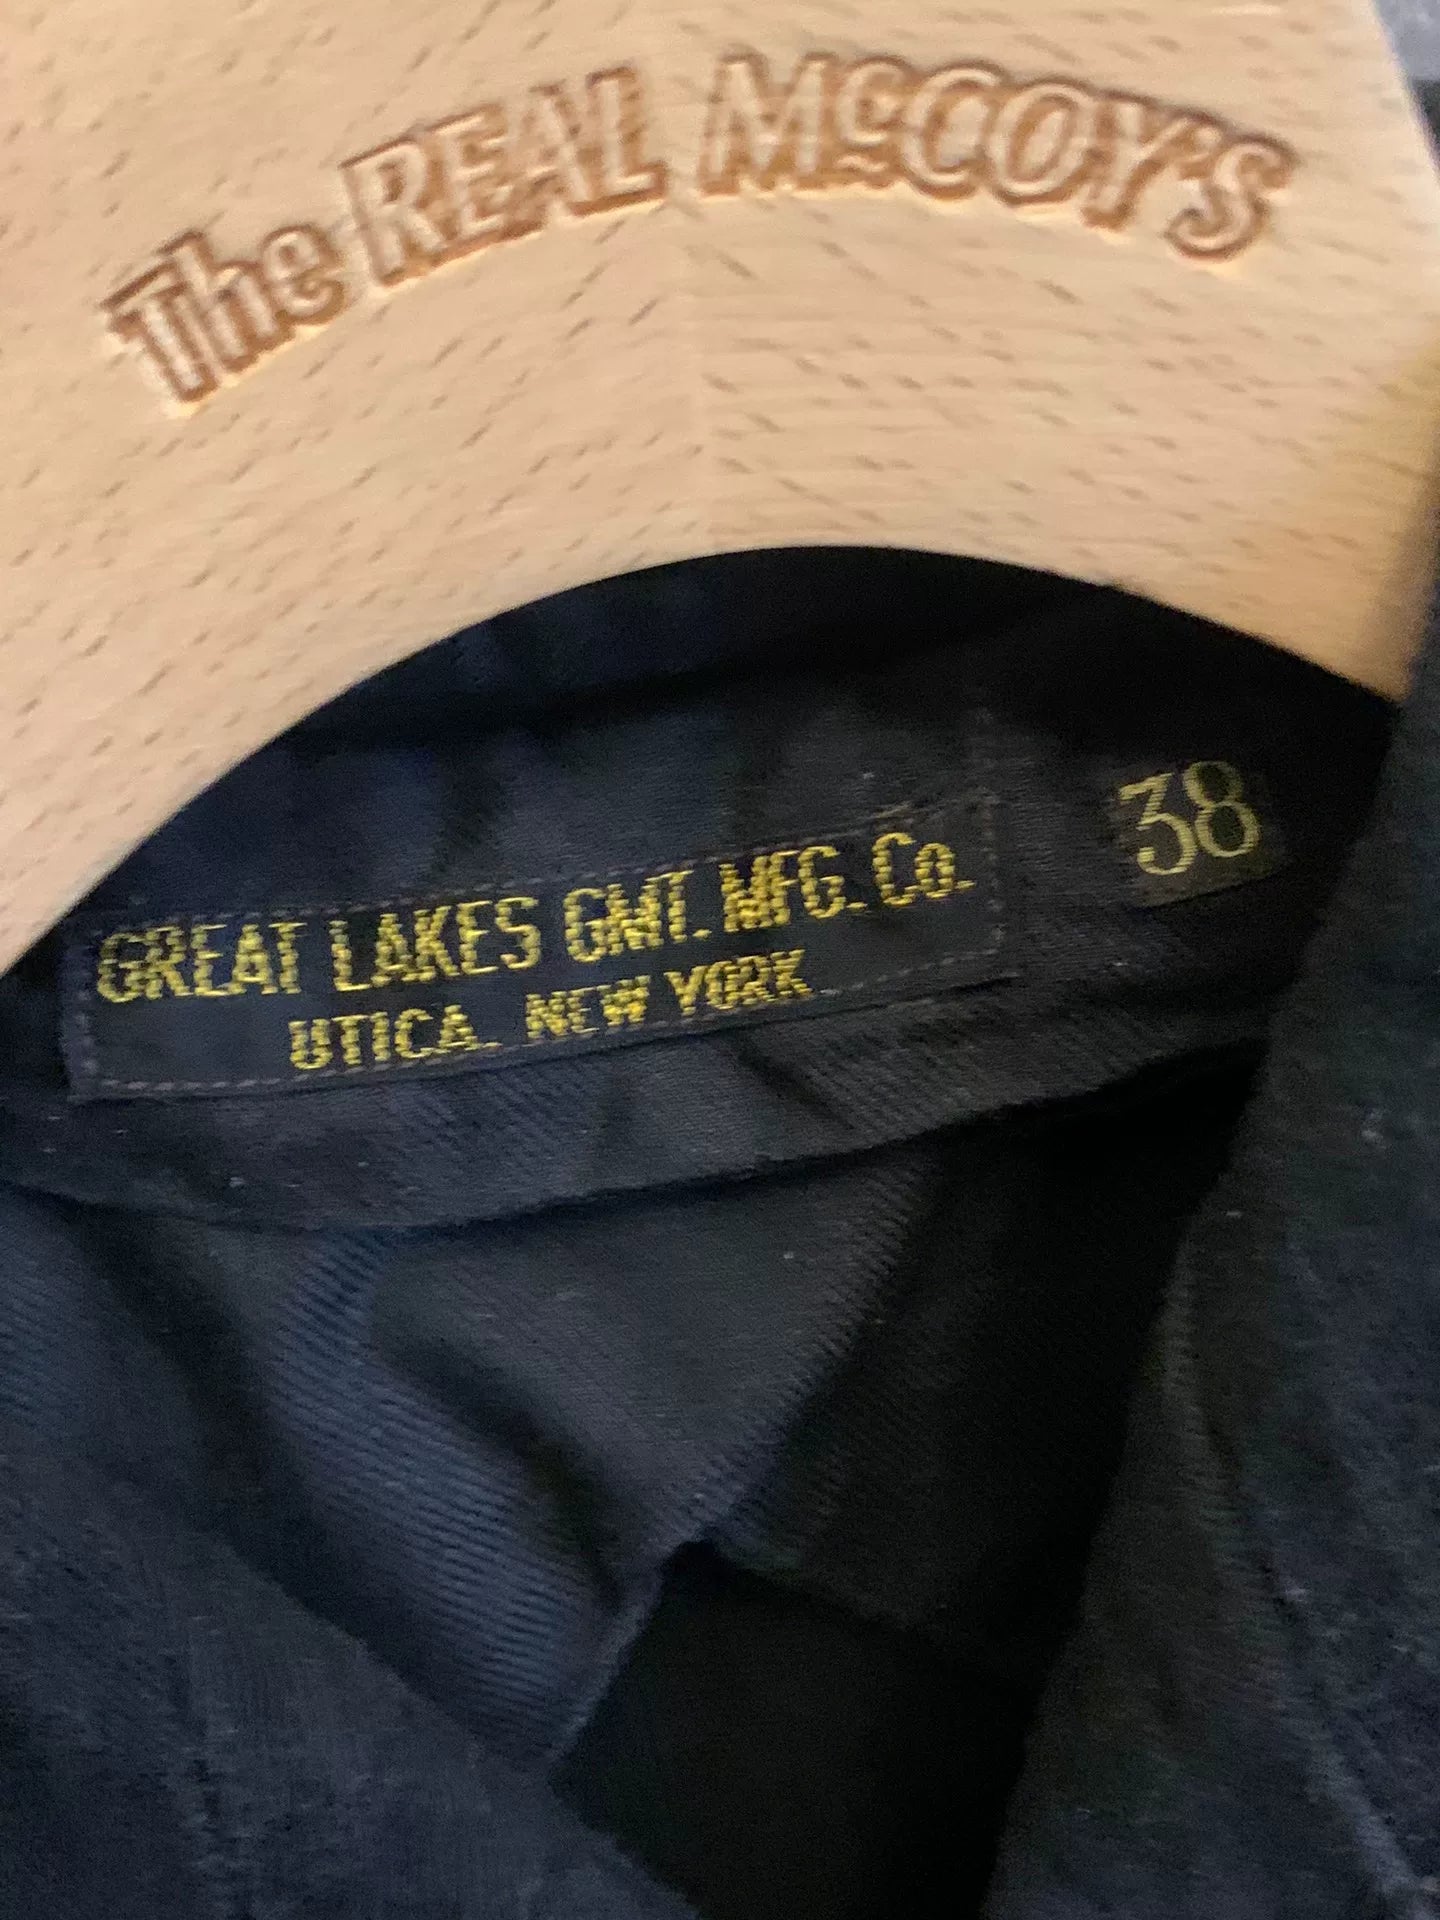 The REAL McCOY'S
GREAT LAKES GMT. MFG. Co.
38
UTICA. NEW YORK